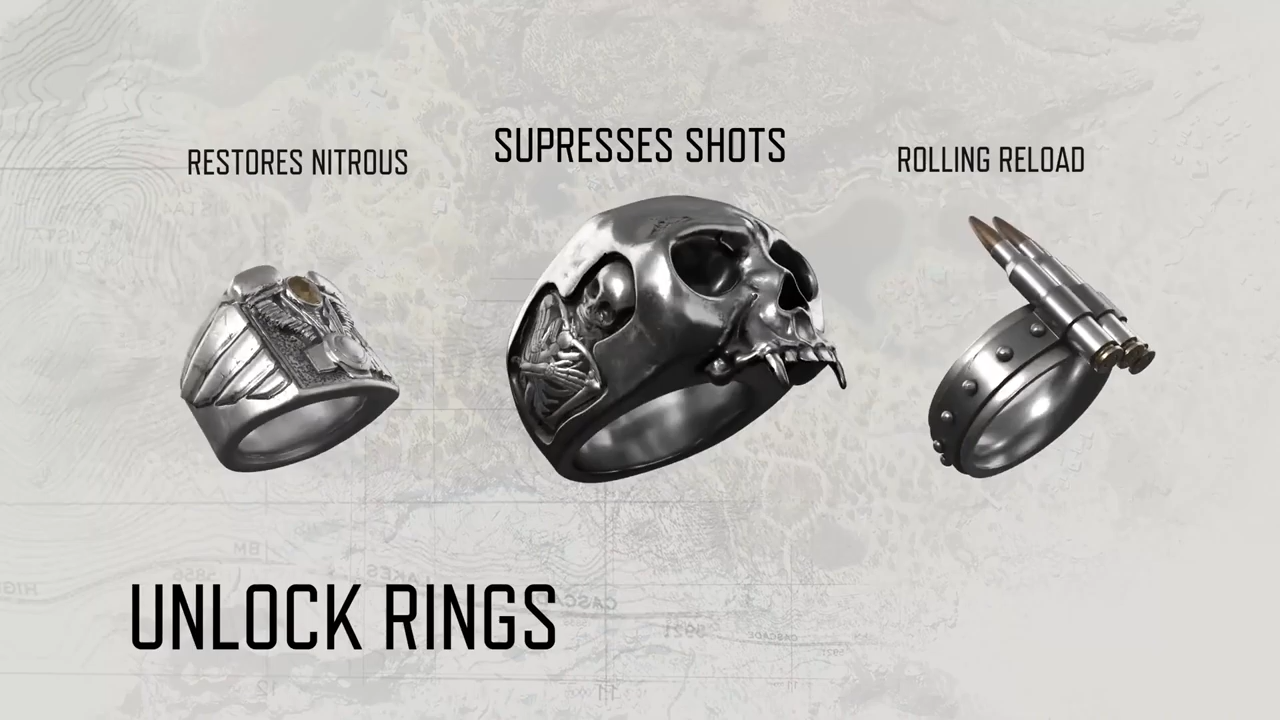 RESTORES NITROUS
SUPRESSES SHOTS
ROLLING RELOAD
UNLOCK RINGS